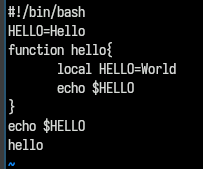 #!/bin/bash
HELLO=Hello
function hello{
       local HELLO=World
       echo $HELLO
}
echo $HELLO
hello
~